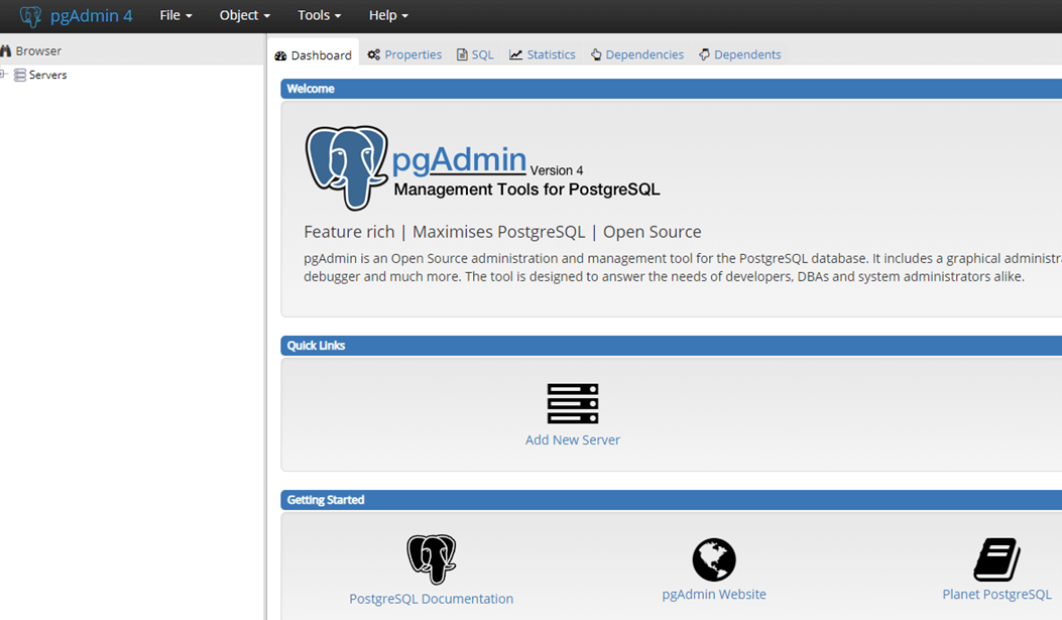 pgAdmin 4 File Object Tools Help
Browser
Servers
Dashboard Properties SQL Statistics Dependencies Dependents
Welcome
pgAdmin Version 4
Management Tools for PostgreSQL
Feature rich | Maximises PostgreSQL | Open Source
pgAdmin is an Open Source administration and management tool for the PostgreSQL database. It includes a graphical administra
debugger and much more. The tool is designed to answer the needs of developers, DBAs and system administrators alike.
Quick Links
Add New Server
Getting Started
PostgreSQL Documentation pgAdmin Website Planet PostgreSQL